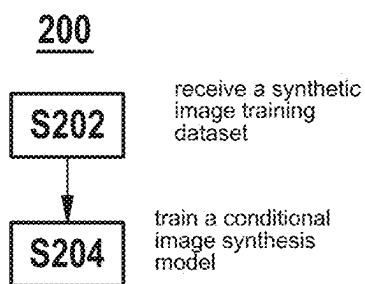 200
S202
receive a synthetic
image training
dataset
S204
train a conditional
image synthesis
model